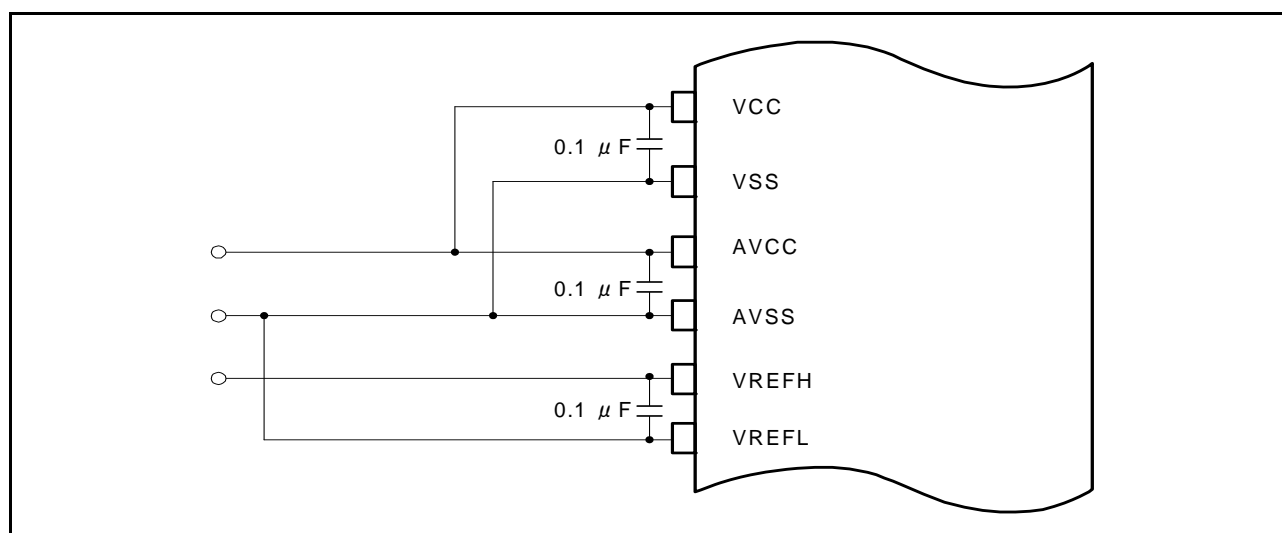 VCC
0.1 μF
VSS
AVCC
0.1 μF
AVSS
VREFH
0.1 μF
VREFL